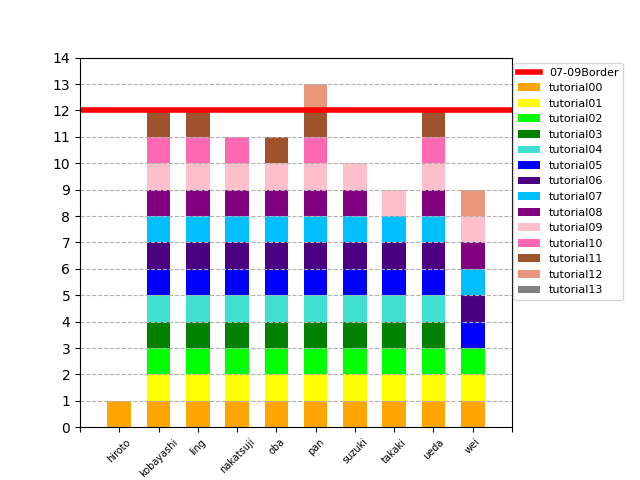 14
13
12
11
10
9
8
7
6
5
4
3
2
1
0
hiroto
kobayashi
ling
nakatsuji
oba
pan
suzuki
takaki
ueda
wei
07-09Border
tutorial00
tutorial01
tutorial02
tutorial03
tutorial04
tutorial05
tutorial06
tutorial07
tutorial08
tutorial09
tutorial10
tutorial11
tutorial12
tutorial13